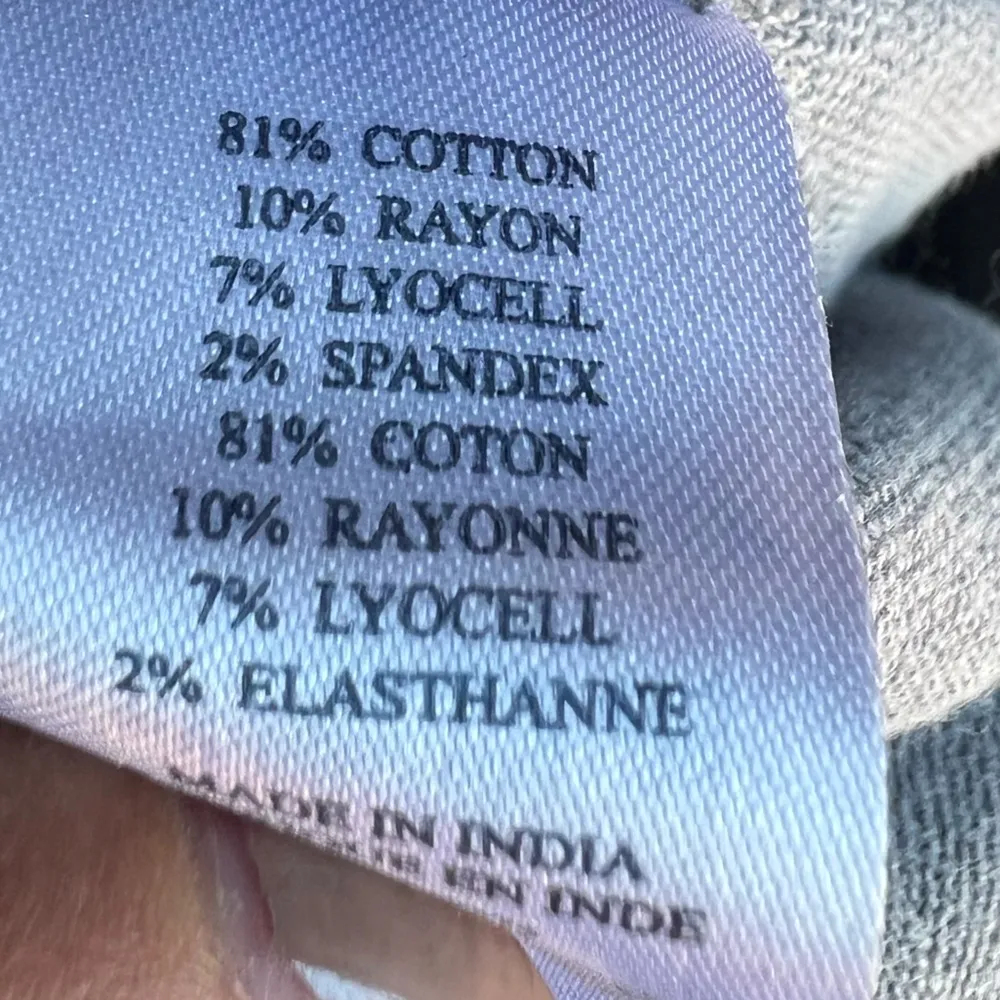 81% COTTON
10% RAYON
7% LYOCELL
2% SPANDEX
81% COTON
10% RAYONNE
7% LYOCELL
2% ELASTHANNE
MADE IN INDIA
EN INDE